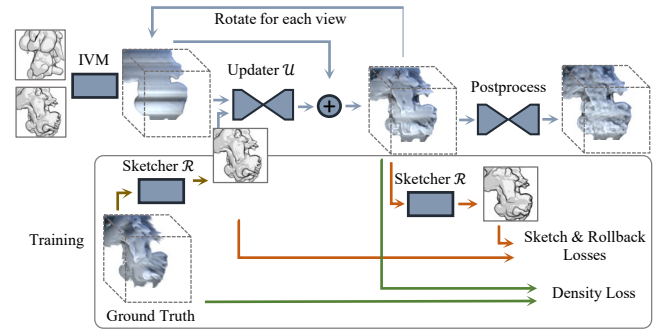 Rotate for each view
IVM
Updater 𝒰
Postprocess
Sketcher ℛ
Sketcher ℛ
Training
Sketch & Rollback
Losses
Density Loss
Ground Truth